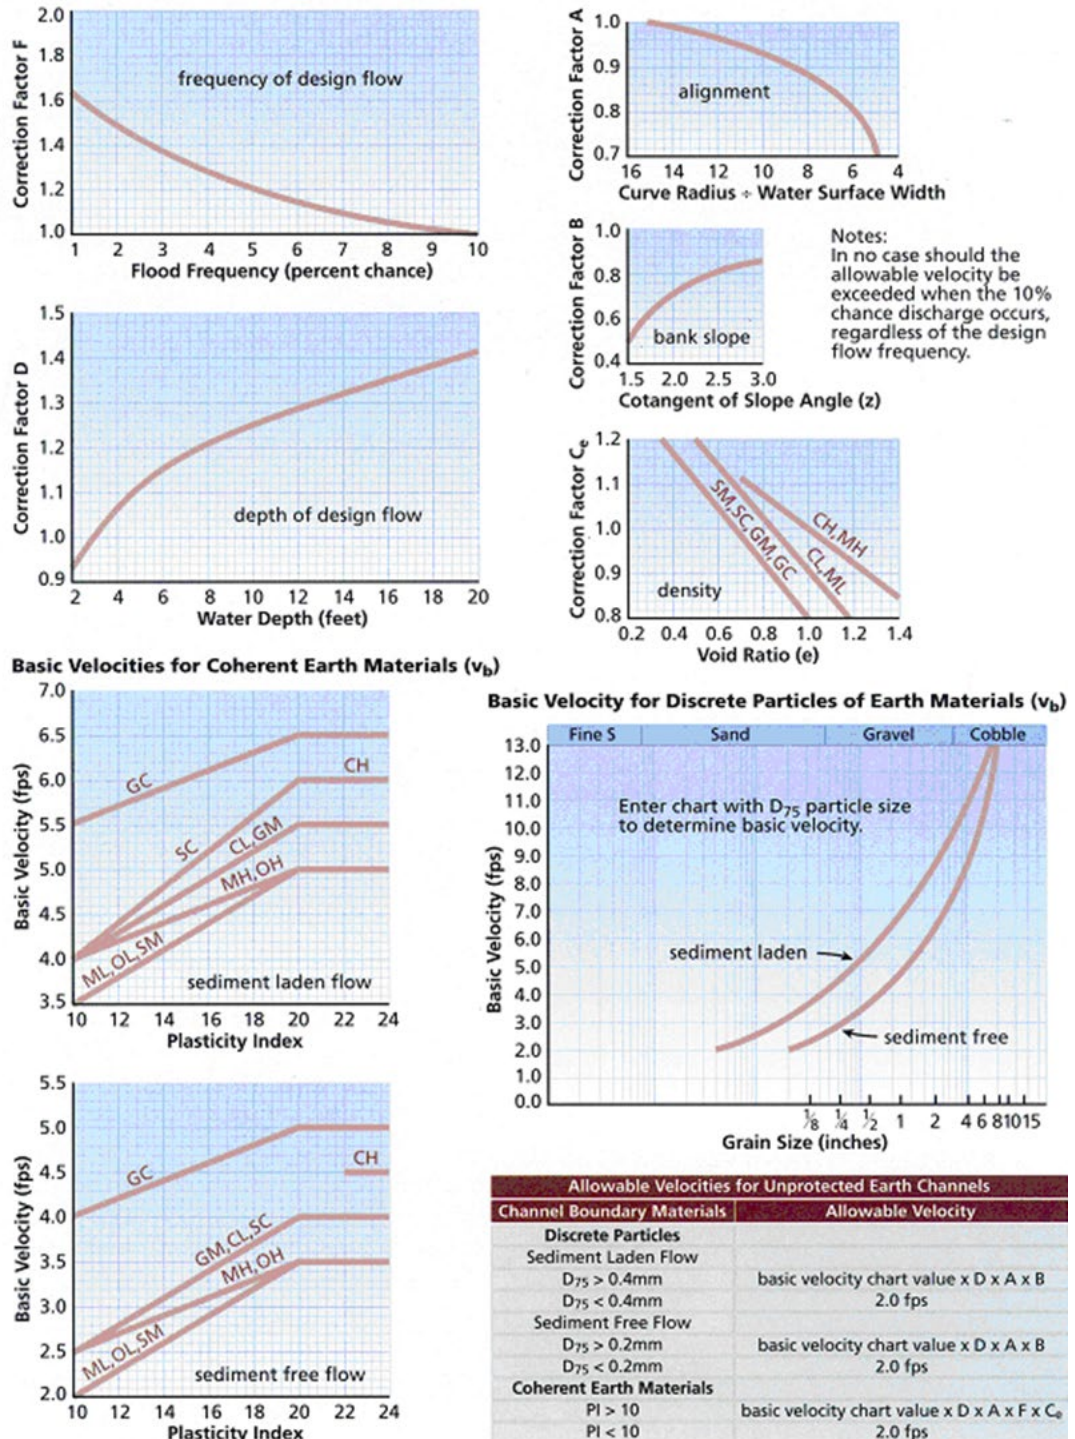 Correction Factor F
2.0
1.8
1.6
1.4
1.2
1.0
frequency of design flow
1 2 3 4 5 6 7 8 9 10
Flood Frequency (percent chance)
Correction Factor A
1.0
0.9
0.8
0.7
alignment
16 14 12 10 8 6 4
Curve Radius ÷ Water Surface Width
Correction Factor B
1.0
0.8
0.6
0.4
bank slope
1.5 2.0 2.5 3.0
Cotangent of Slope Angle (z)
Notes:
In no case should the
allowable velocity be
exceeded when the 10%
chance discharge occurs,
regardless of the design
flow frequency.
Correction Factor D
1.5
1.4
1.3
1.2
1.1
1.0
0.9
depth of design flow
2 4 6 8 10 12 14 16 18 20
Water Depth (feet)
Correction Factor Ce
1.2
1.1
1.0
0.9
0.8
SM,SC,GM,GC
CL,ML
CH,MH
density
0.2 0.4 0.6 0.8 1.0 1.2 1.4
Void Ratio (e)
Basic Velocities for Coherent Earth Materials (vb)
Basic Velocity (fps)
7.0
6.5
6.0
5.5
5.0
4.5
4.0
3.5
GC
CH
SC
CL,GM
MH,OH
ML,OL,SM
sediment laden flow
10 12 14 16 18 20 22 24
Plasticity Index
Basic Velocity (fps)
5.5
5.0
4.5
4.0
3.5
3.0
2.5
2.0
GC
CH
GM,CL,SC
MH,OH
ML,OL,SM
sediment free flow
10 12 14 16 18 20 22 24
Plasticity Index
Basic Velocity for Discrete Particles of Earth Materials (vb)
Fine S Sand Gravel Cobble
Basic Velocity (fps)
13.0
12.0
11.0
10.0
9.0
8.0
7.0
6.0
5.0
4.0
3.0
2.0
1.0
0.0
Enter chart with D75 particle size
to determine basic velocity.
sediment laden
sediment free
1/8 1/4 1/2 1 2 4 6 8 10 15
Grain Size (inches)
Allowable Velocities for Unprotected Earth Channels
Channel Boundary Materials Allowable Velocity
Discrete Particles
Sediment Laden Flow
D75 > 0.4mm basic velocity chart value x D x A x B
D75 < 0.4mm 2.0 fps
Sediment Free Flow
D75 > 0.2mm basic velocity chart value x D x A x B
D75 < 0.2mm 2.0 fps
Coherent Earth Materials
PI > 10 basic velocity chart value x D x A x F x Ce
PI < 10 2.0 fps